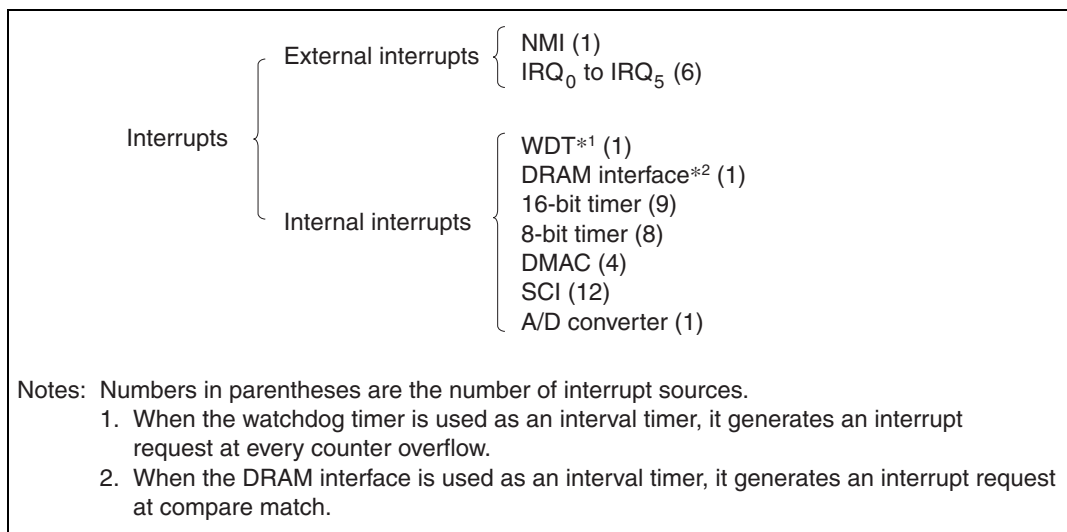 Interrupts
External interrupts
NMI (1)
IRQ0 to IRQ5 (6)
Internal interrupts
WDT*1 (1)
DRAM interface*2 (1)
16-bit timer (9)
8-bit timer (8)
DMAC (4)
SCI (12)
A/D converter (1)
Notes: Numbers in parentheses are the number of interrupt sources.
1. When the watchdog timer is used as an interval timer, it generates an interrupt
request at every counter overflow.
2. When the DRAM interface is used as an interval timer, it generates an interrupt request
at compare match.